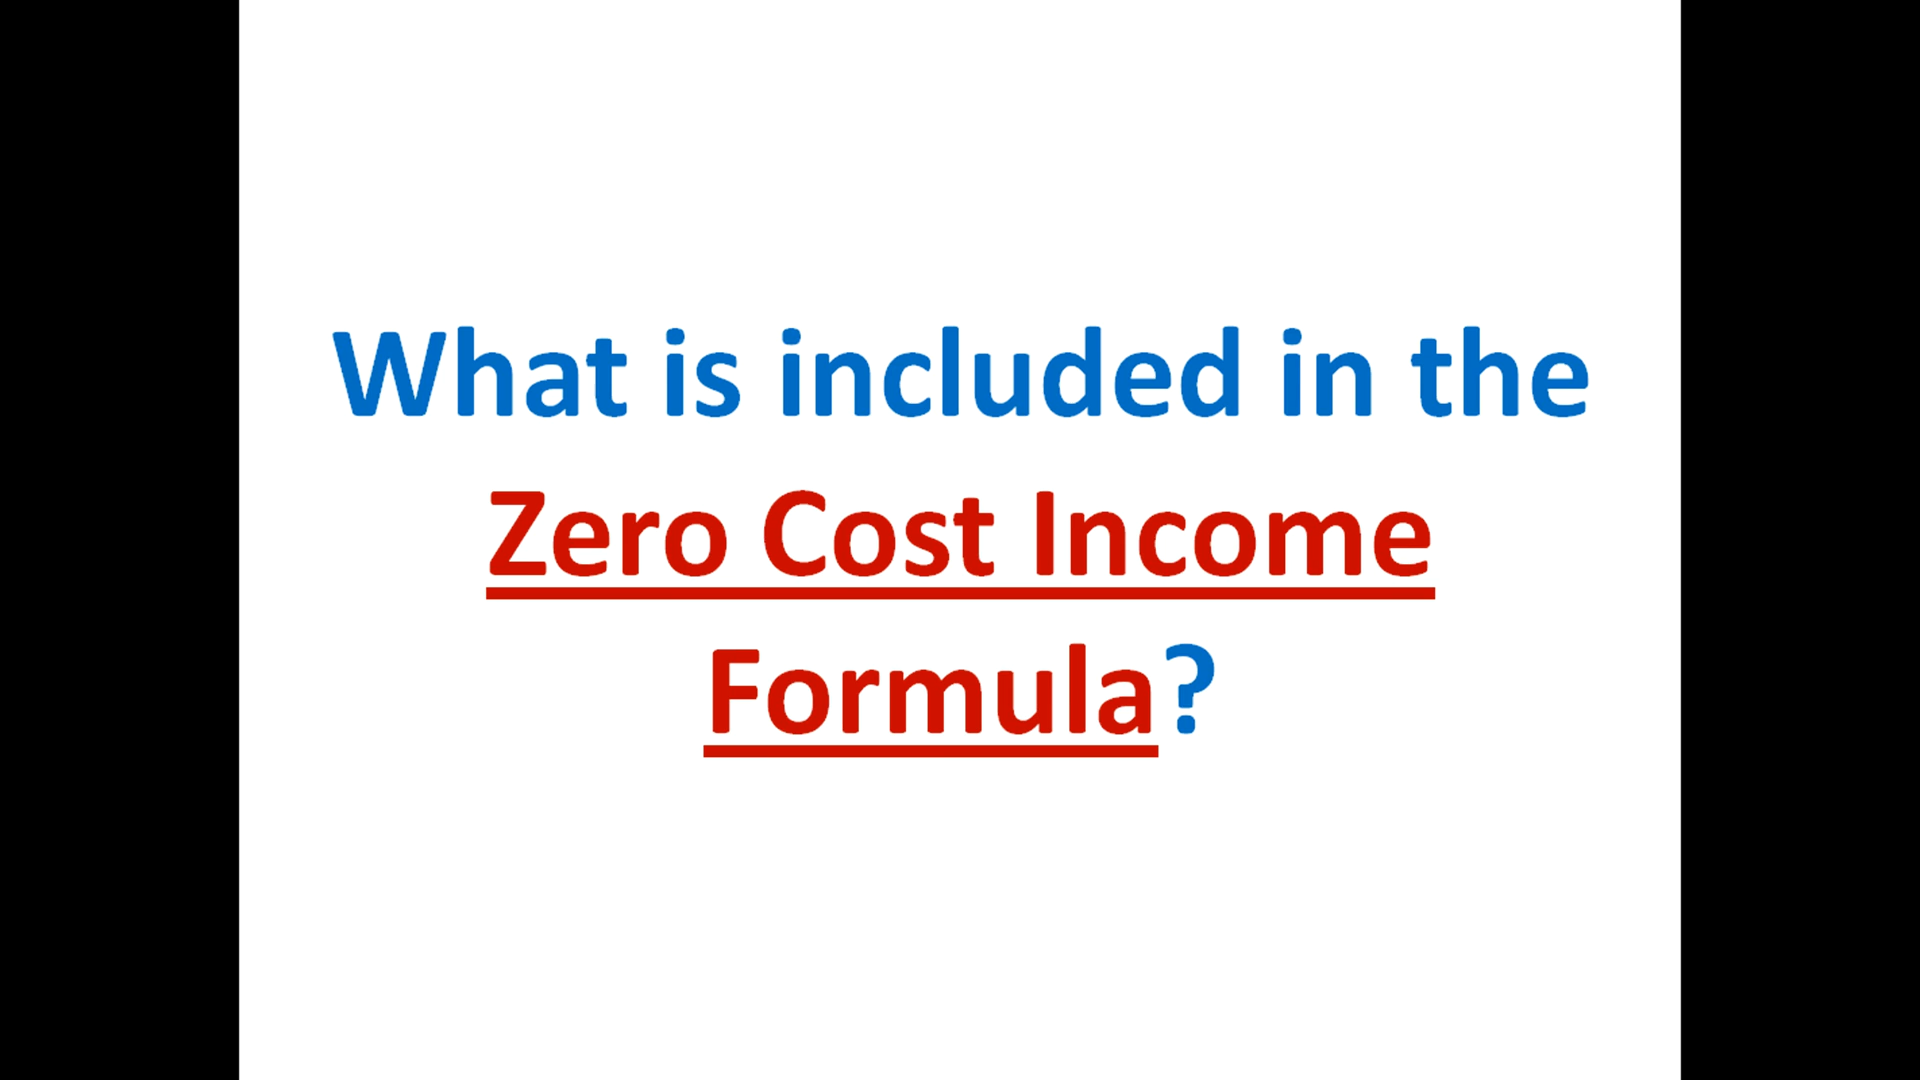 What is included in the
Zero Cost Income
Formula?